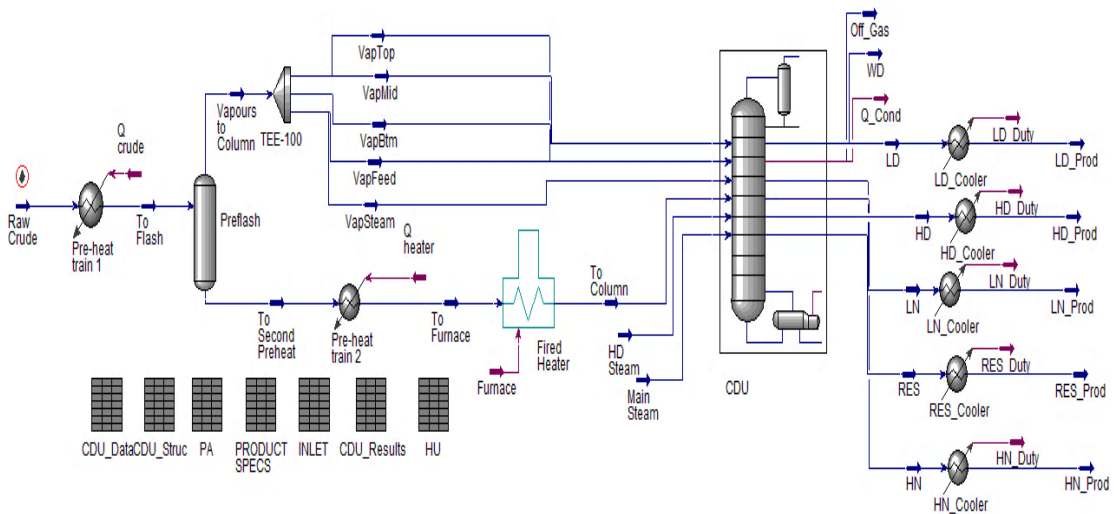 Off_Gas
VapTop
WD
VapMid
Q_Cond
Vapours
to
Column
TEE-100
Q
crude
VapBtm
LD_Duty
LD
LD_Prod
LD_Cooler
VapFeed
Raw
Crude
To
Flash
Pre-heat
train 1
Preflash
VapSteam
Q
heater
HD_Duty
HD
HD_Prod
HD_Cooler
To
Column
LN_Duty
LN
LN_Prod
LN_Cooler
To
Second
Preheat
Pre-heat
train 2
To
Furnace
Fired
Heater
HD
Steam
Furnace
Main
Steam
CDU
RES_Duty
RES
RES_Prod
RES_Cooler
CDU_Data
CDU_Struc
PA
PRODUCT
SPECS
INLET
CDU_Results
HU
HN_Duty
HN
HN_Prod
HN_Cooler